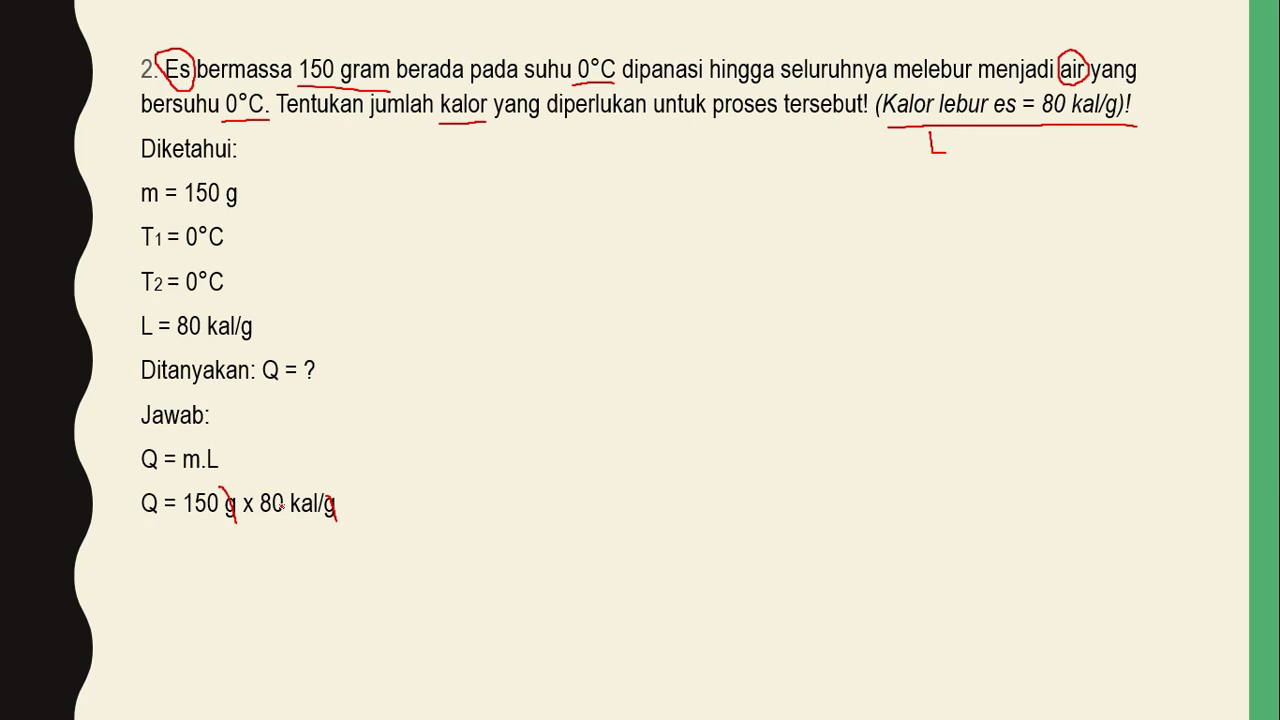 2. Es bermassa 150 gram berada pada suhu 0°C dipanasi hingga seluruhnya melebur menjadi air yang
bersuhu 0°C. Tentukan jumlah kalor yang diperlukan untuk proses tersebut! (Kalor lebur es = 80 kal/g)!
L
Diketahui:
m = 150 g
T1 = 0°C
T2 = 0°C
L = 80 kal/g
Ditanyakan: Q = ?
Jawab:
Q = m.L
Q = 150 g x 80 kal/g